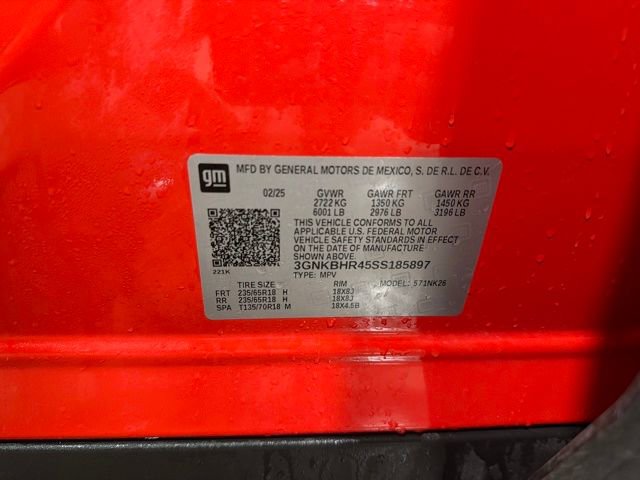 gm
MFD BY GENERAL MOTORS DE MEXICO, S. DE R.L. DE C.V.
02/25 GVWR GAWR FRT GAWR RR
2722 KG 1350 KG 1450 KG
6001 LB 2976 LB 3196 LB
THIS VEHICLE CONFORMS TO ALL
APPLICABLE U.S. FEDERAL MOTOR
VEHICLE SAFETY STANDARDS IN EFFECT
ON THE DATE OF MANUFACTURE
SHOWN ABOVE.
3GNKBHR45SS185897
221K TYPE: MPV
TIRE SIZE RIM MODEL: 571NK26
FRT 235/65R18 H 18X8J
RR 235/65R18 H 18X8J
SPA T135/70R18 M 18X4.5B